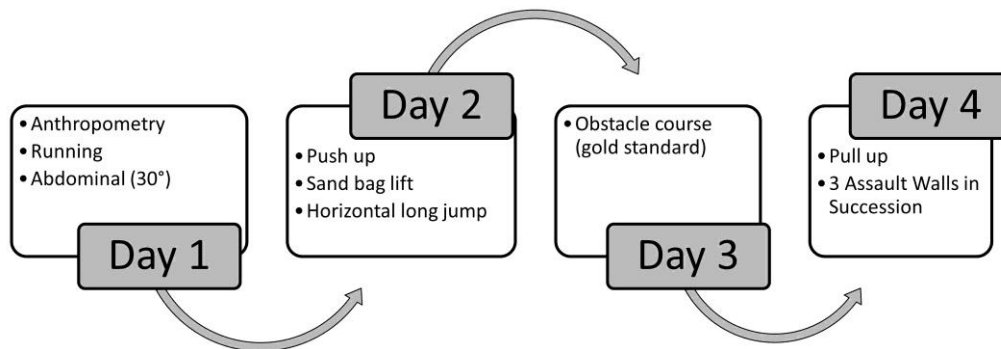 Day 1
• Anthropometry
• Running
• Abdominal (30°)
Day 2
• Push up
• Sand bag lift
• Horizontal long jump
Day 3
• Obstacle course
(gold standard)
Day 4
• Pull up
• 3 Assault Walls in
Succession